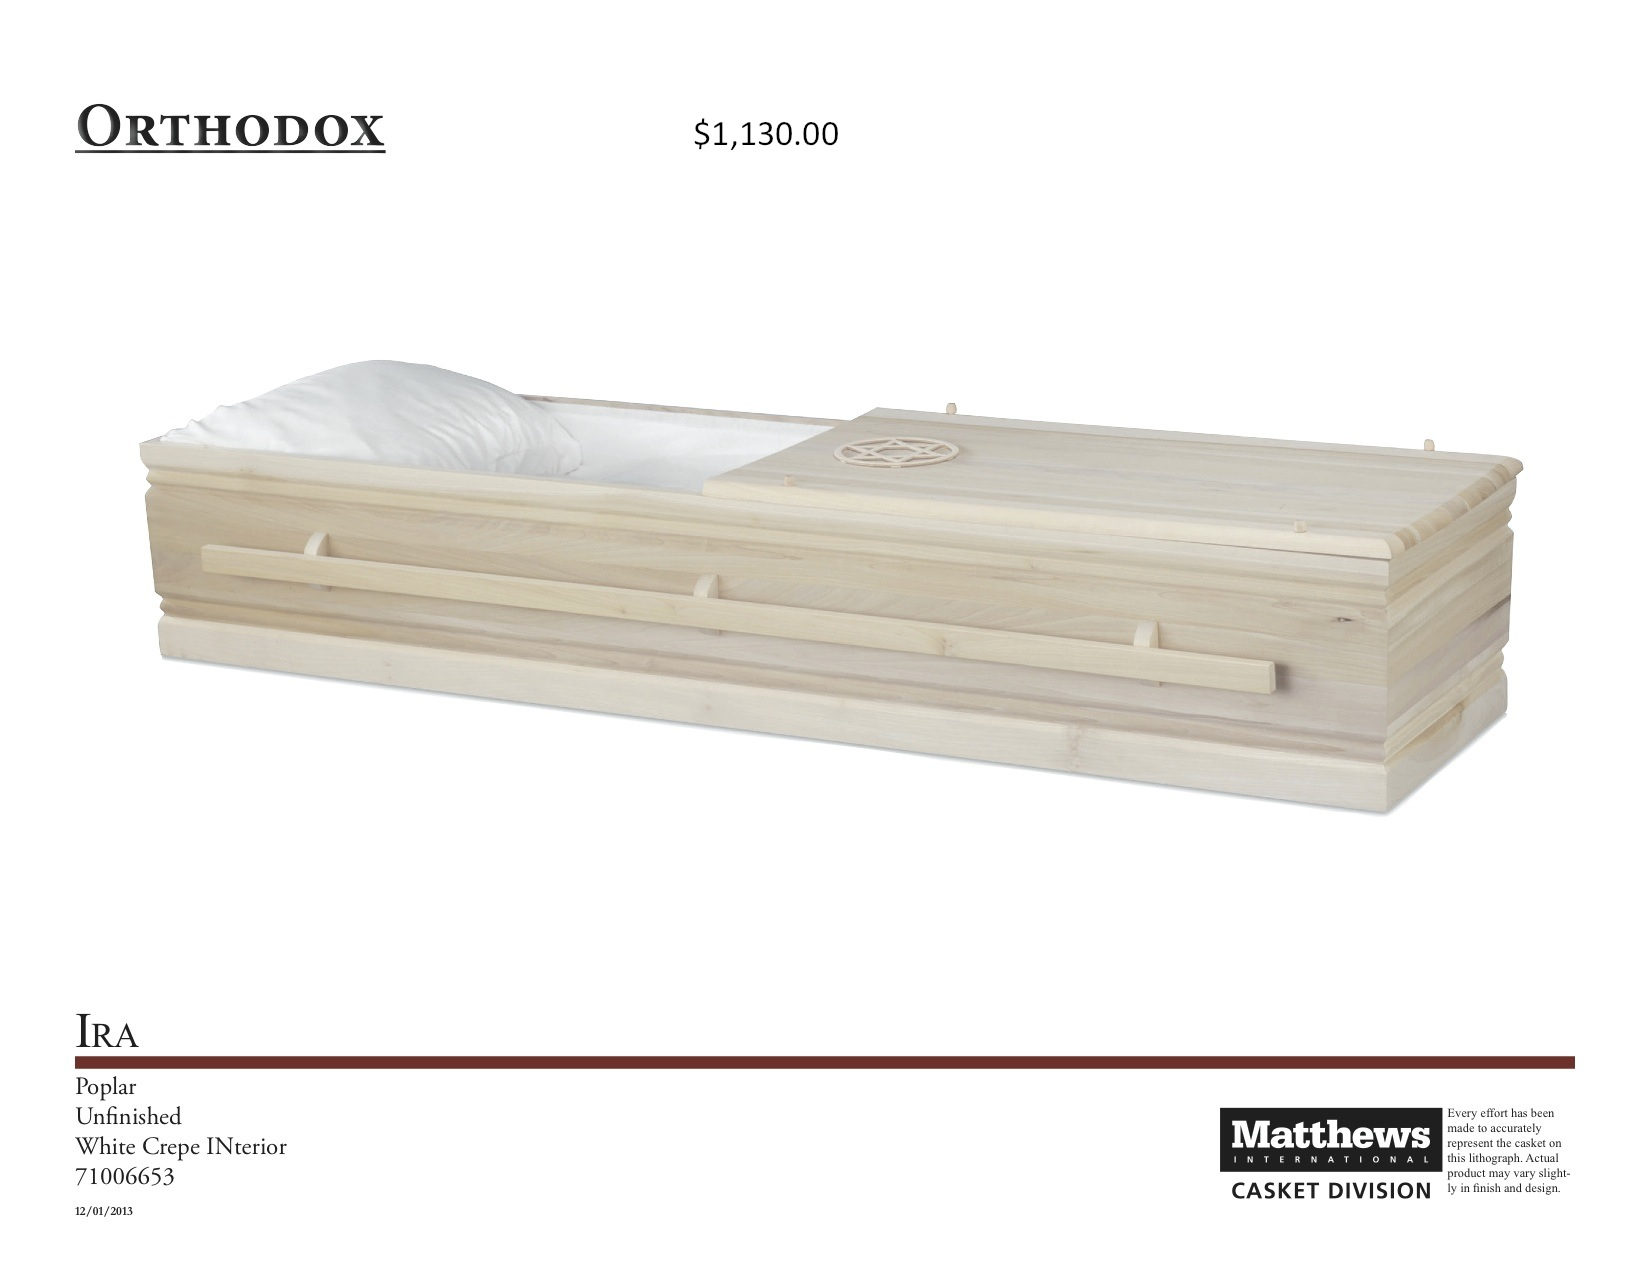 Orthodox
$1,130.00
Ira
Poplar
Unfinished
White Crepe INterior
71006653
12/01/2013
Matthews
INTERNATIONAL
CASKET DIVISION
Every effort has been
made to accurately
represent the casket on
this lithograph. Actual
product may vary slight-
ly in finish and design.